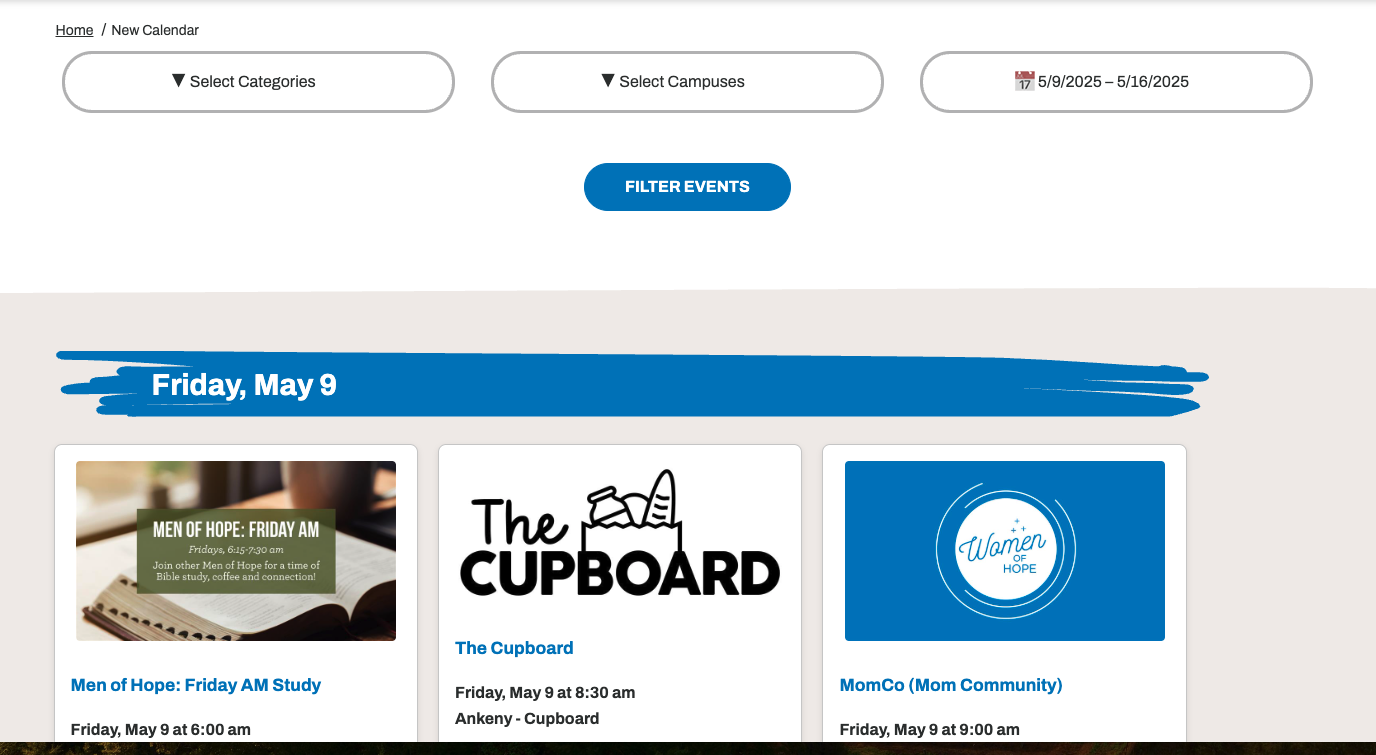 Home / New Calendar
▼ Select Categories
▼ Select Campuses
17 5/9/2025 – 5/16/2025
FILTER EVENTS
Friday, May 9
MEN OF HOPE: FRIDAY AM
Fridays, 6:15-7:30 am
Join other Men of Hope for a time of
Bible study, coffee and connection!
Men of Hope: Friday AM Study
Friday, May 9 at 6:00 am
The
CUPBOARD
The Cupboard
Friday, May 9 at 8:30 am
Ankeny - Cupboard
Women
OF
HOPE
MomCo (Mom Community)
Friday, May 9 at 9:00 am